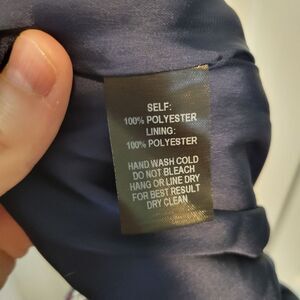 SELF:
100% POLYESTER
LINING:
100% POLYESTER
HAND WASH COLD
DO NOT BLEACH
HANG OR LINE DRY
FOR BEST RESULT
DRY CLEAN